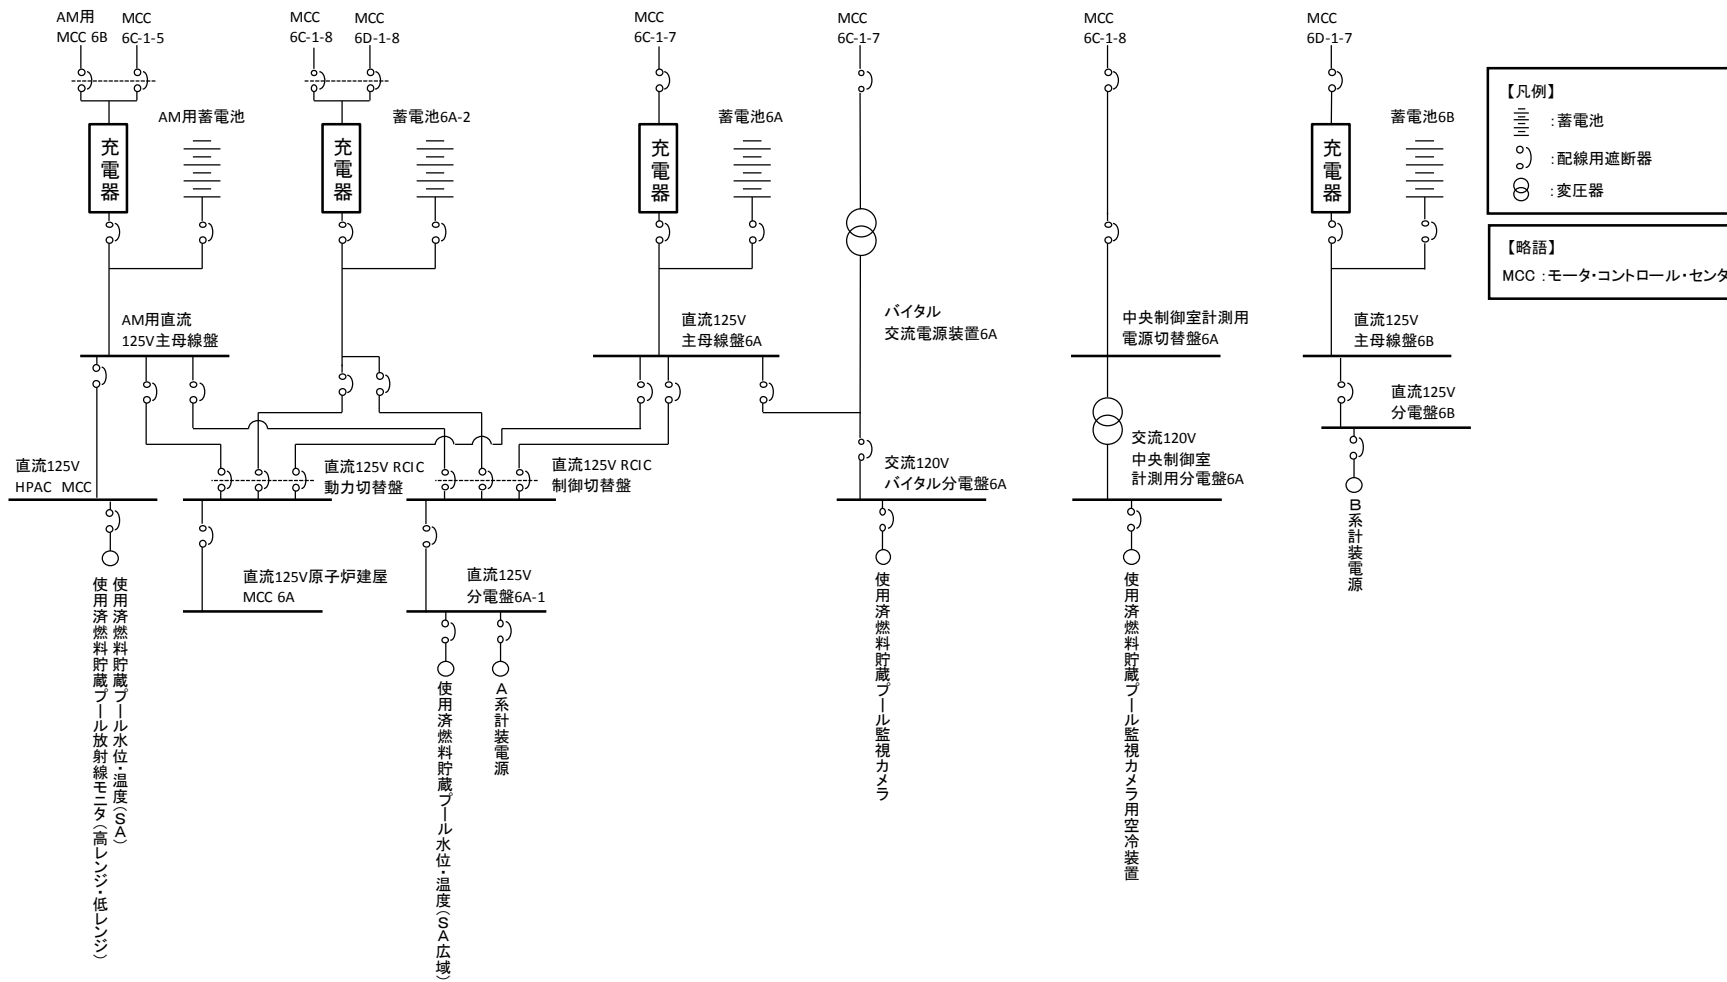 AM用
MCC 6B
MCC
6C-1-5
MCC
6C-1-8
MCC
6D-1-8
MCC
6C-1-7
MCC
6C-1-7
MCC
6C-1-8
MCC
6D-1-7
【凡例】
:蓄電池
:配線用遮断器
:変圧器
【略語】
MCC :モータ・コントロール・センタ
充電器
AM用蓄電池
充電器
蓄電池6A-2
充電器
蓄電池6A
充電器
蓄電池6B
AM用直流
125V主母線盤
直流125V
主母線盤6A
バイタル
交流電源装置6A
中央制御室計測用
電源切替盤6A
直流125V
主母線盤6B
直流125V
分電盤6B
直流125V
HPAC MCC
直流125V RCIC
動力切替盤
直流125V RCIC
制御切替盤
交流120V
バイタル分電盤6A
交流120V
中央制御室
計測用分電盤6A
直流125V原子炉建屋
MCC 6A
直流125V
分電盤6A-1
使用済燃料貯蔵プール水位・温度(SA)
使用済燃料貯蔵プール放射線モニタ(高レンジ・低レンジ)
使用済燃料貯蔵プール水位・温度(SA広域)
A系計装電源
使用済燃料貯蔵プール監視カメラ
使用済燃料貯蔵プール監視カメラ用空冷装置
B系計装電源